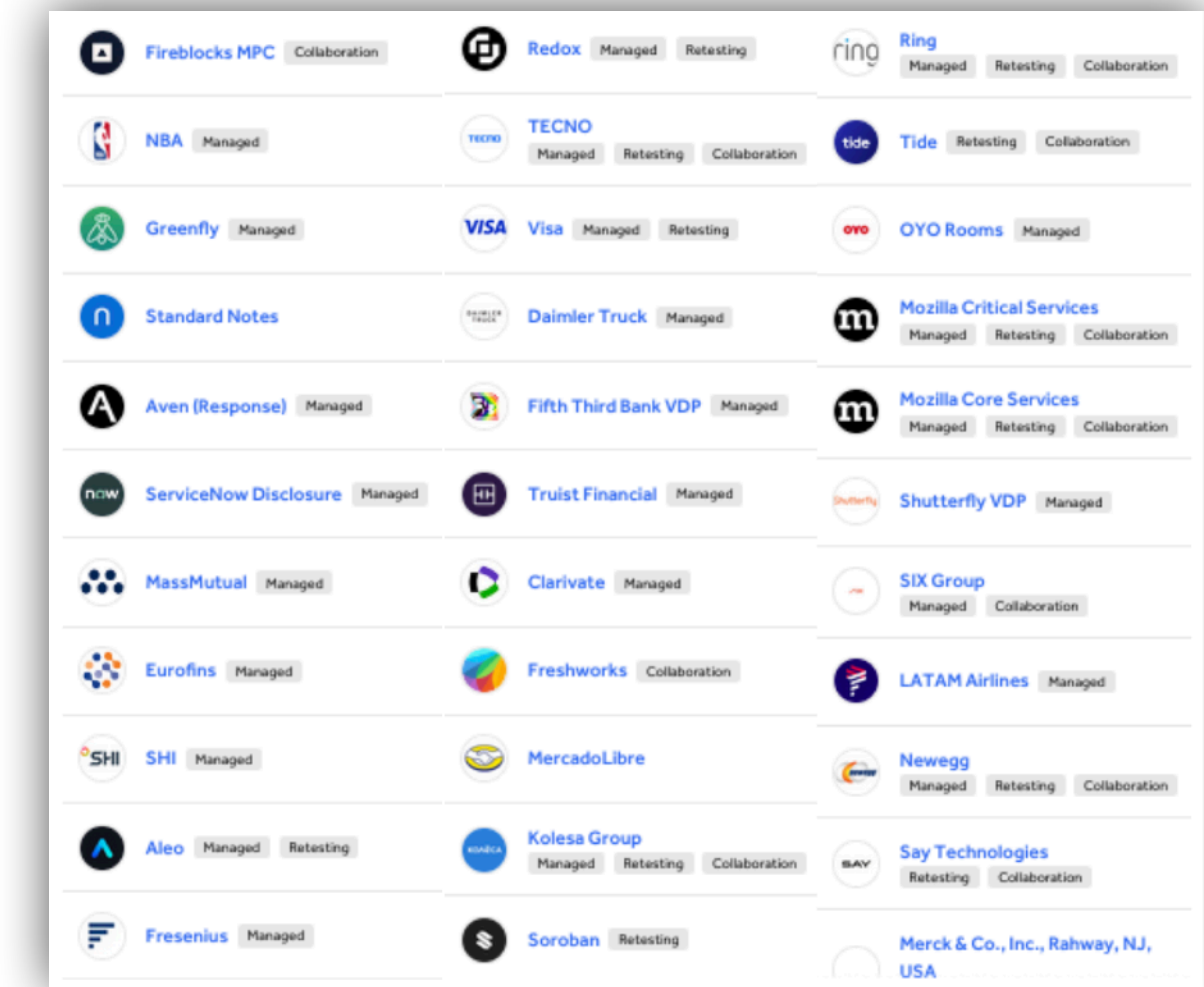 Fireblocks MPC Collaboration
NBA Managed
Greenfly Managed
Standard Notes
Aven (Response) Managed
now ServiceNow Disclosure Managed
MassMutual Managed
Eurofins Managed
SHI SHI Managed
Aleo Managed Retesting
Fresenius Managed
Redox Managed Retesting
TECNO
TECNO Managed Retesting Collaboration
VISA Visa Managed Retesting
DAIMLER TRUCK Daimler Truck Managed
Fifth Third Bank VDP Managed
Truist Financial Managed
Clarivate Managed
Freshworks Collaboration
MercadoLibre
Kolesa Group
Managed Retesting Collaboration
Soroban Retesting
ring Ring
Managed Retesting Collaboration
tide Tide Retesting Collaboration
OYO OYO Rooms Managed
m Mozilla Critical Services
Managed Retesting Collaboration
m Mozilla Core Services
Managed Retesting Collaboration
Shutterfly Shutterfly VDP Managed
SIX Group
Managed Collaboration
LATAM Airlines Managed
Newegg
newegg Managed Retesting Collaboration
SAY Say Technologies
Retesting Collaboration
Merck & Co., Inc., Rahway, NJ,
USA